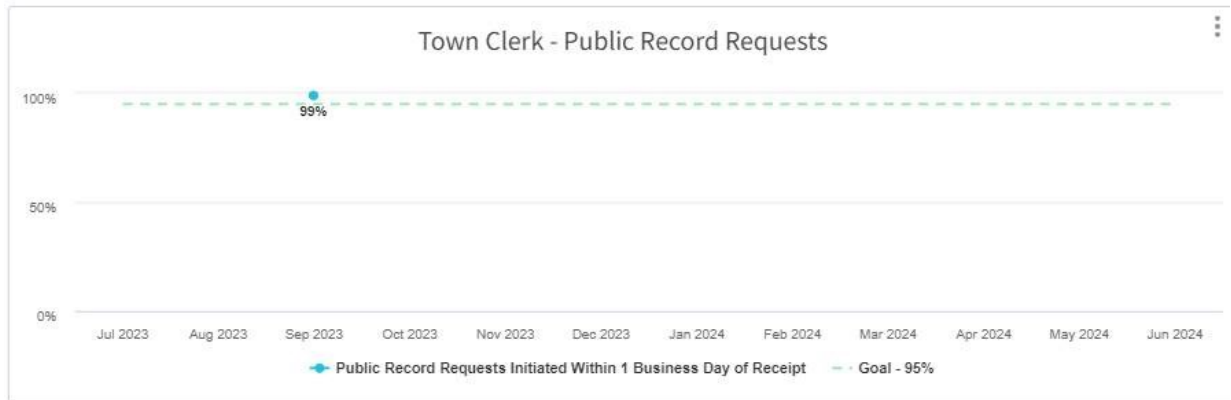 Town Clerk - Public Record Requests
100%
99%
50%
0%
Jul 2023 Aug 2023 Sep 2023 Oct 2023 Nov 2023 Dec 2023 Jan 2024 Feb 2024 Mar 2024 Apr 2024 May 2024 Jun 2024
Public Record Requests Initiated Within 1 Business Day of Receipt Goal - 95%